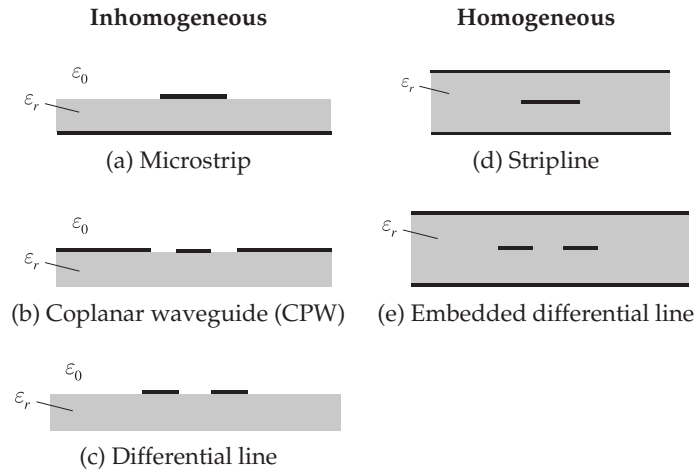 Inhomogeneous
ε0
εr
(a) Microstrip
ε0
εr
(b) Coplanar waveguide (CPW)
ε0
εr
(c) Differential line
Homogeneous
εr
(d) Stripline
εr
(e) Embedded differential line